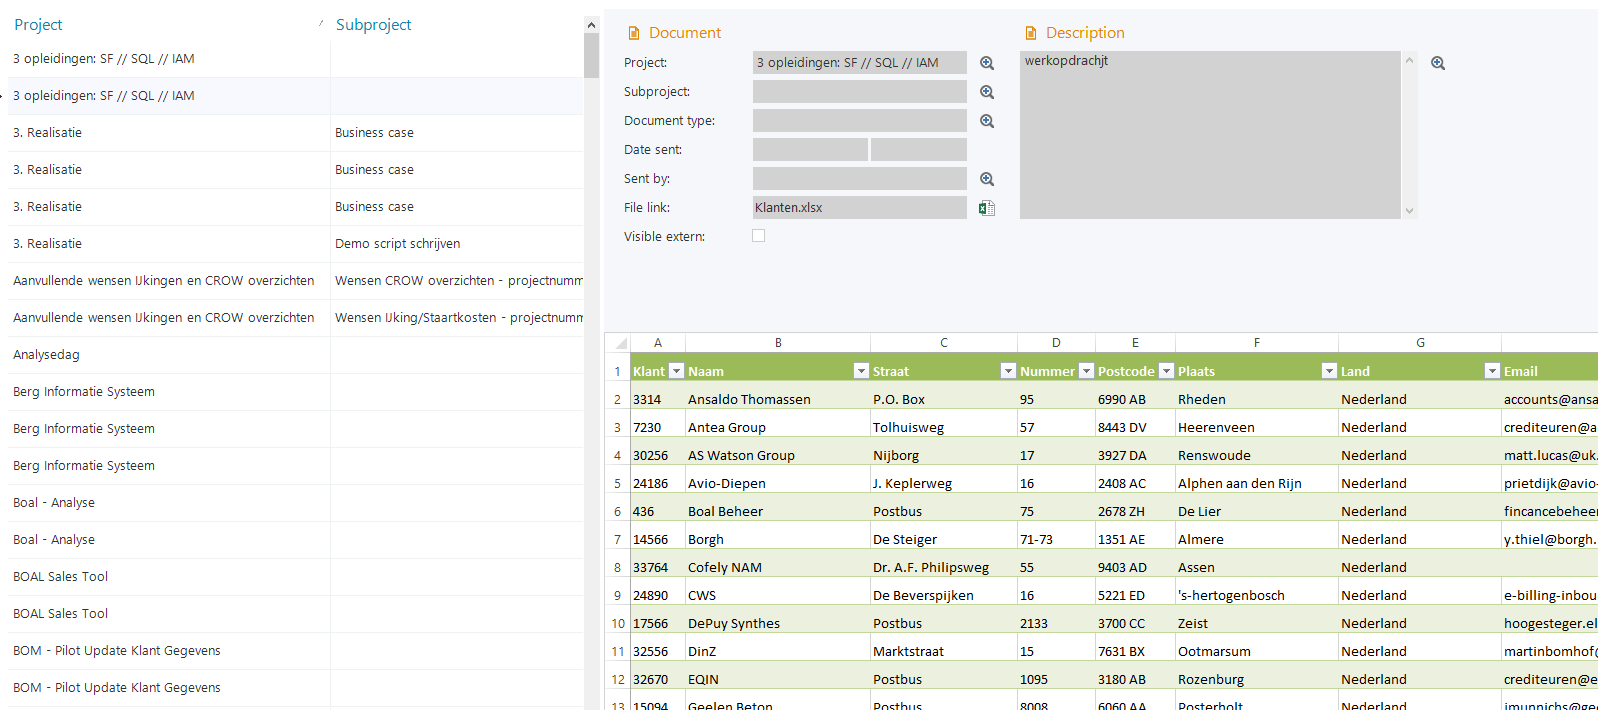 Project Subproject
3 opleidingen: SF // SQL // IAM
3 opleidingen: SF // SQL // IAM
3. Realisatie Business case
3. Realisatie Business case
3. Realisatie Business case
3. Realisatie Demo script schrijven
Aanvullende wensen IJkingen en CROW overzichten Wensen CROW overzichten - projectnumm
Aanvullende wensen IJkingen en CROW overzichten Wensen IJking/Staartkosten - projectnumm
Analysedag
Berg Informatie Systeem
Berg Informatie Systeem
Berg Informatie Systeem
Boal - Analyse
Boal - Analyse
BOAL Sales Tool
BOAL Sales Tool
BOM - Pilot Update Klant Gegevens
BOM - Pilot Update Klant Gegevens
Document
Project: 3 opleidingen: SF // SQL // IAM
Subproject:
Document type:
Date sent:
Sent by:
File link: Klanten.xlsx
Visible extern:
Description
werkopdrachjt
A B C D E F G
1 Klant Naam Straat Nummer Postcode Plaats Land Email
2 3314 Ansaldo Thomassen P.O. Box 95 6990 AB Rheden Nederland accounts@ansa
3 7230 Antea Group Tolhuisweg 57 8443 DV Heerenveen Nederland crediteuren@a
4 30256 AS Watson Group Nijborg 17 3927 DA Renswoude Nederland matt.lucas@uk.
5 24186 Avio-Diepen J. Keplerweg 16 2408 AC Alphen aan den Rijn Nederland prietdijk@avio-
6 436 Boal Beheer Postbus 75 2678 ZH De Lier Nederland fincancebeheer
7 14566 Borgh De Steiger 71-73 1351 AE Almere Nederland y.thiel@borgh.
8 33764 Cofely NAM Dr. A.F. Philipsweg 55 9403 AD Assen Nederland
9 24890 CWS De Beverspijken 16 5221 ED 's-hertogenbosch Nederland e-billing-inbou
10 17566 DePuy Synthes Postbus 2133 3700 CC Zeist Nederland hoogesteger.el
11 32556 DinZ Marktstraat 15 7631 BX Ootmarsum Nederland martinbomhof@
12 32670 EQIN Postbus 1095 3180 AB Rozenburg Nederland crediteuren@e
13 15094 Geelen Beton Postbus 8008 6060 AA Posterholt Nederland jmunnichs@gee